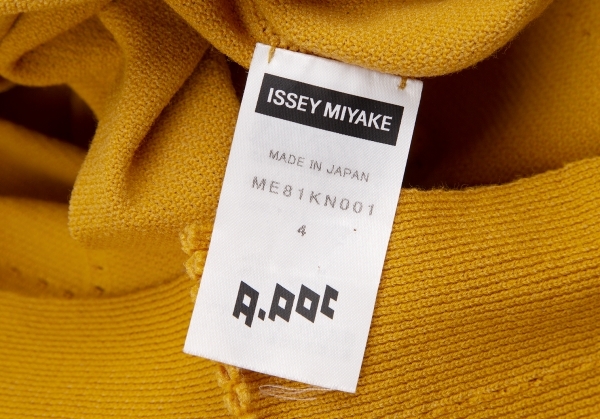 ISSEY MIYAKE
MADE IN JAPAN
ME81KN001
4
A.POC